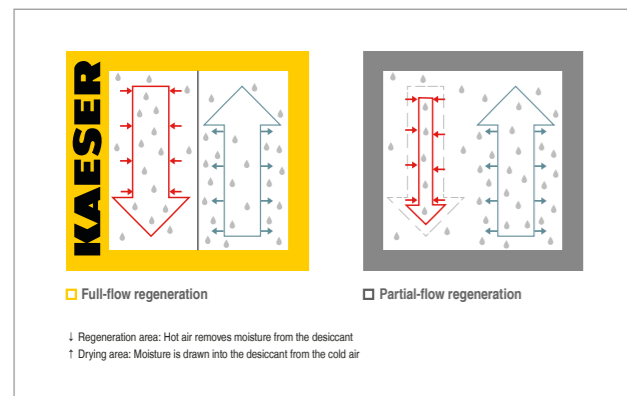 KAESER
Full-flow regeneration
Partial-flow regeneration
↓ Regeneration area: Hot air removes moisture from the desiccant
↑ Drying area: Moisture is drawn into the desiccant from the cold air